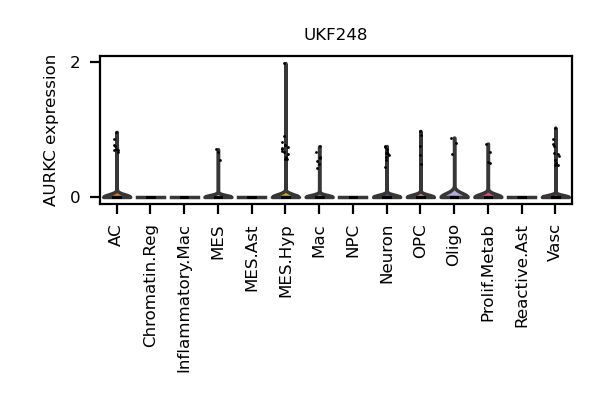 UKF248
AURKC expression
2
0
AC
Chromatin.Reg
Inflammatory.Mac
MES
MES.Ast
MES.Hyp
Mac
NPC
Neuron
OPC
Oligo
Prolif.Metab
Reactive.Ast
Vasc